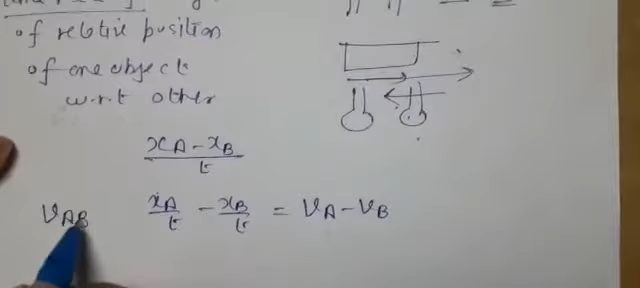 of relative position
of one object
w.r.t other
xA - xB / t
VAB xA/t - xB/t = VA - VB